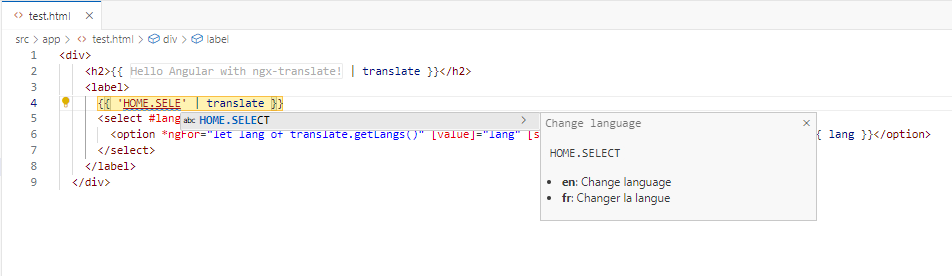 <> test.html ×
src > app > <> test.html > div > label
1 <div>
2 <h2>{{ Hello Angular with ngx-translate! | translate }}</h2>
3 <label>
4 {{ 'HOME.SELE' | translate }}
5 <select #lang
abc HOME.SELECT >
6 <option *ngFor="let lang of translate.getLangs()" [value]="lang" [s { lang }}</option>
7 </select>
8 </label>
9 </div>
Change language ×
HOME.SELECT
• en: Change language
• fr: Changer la langue